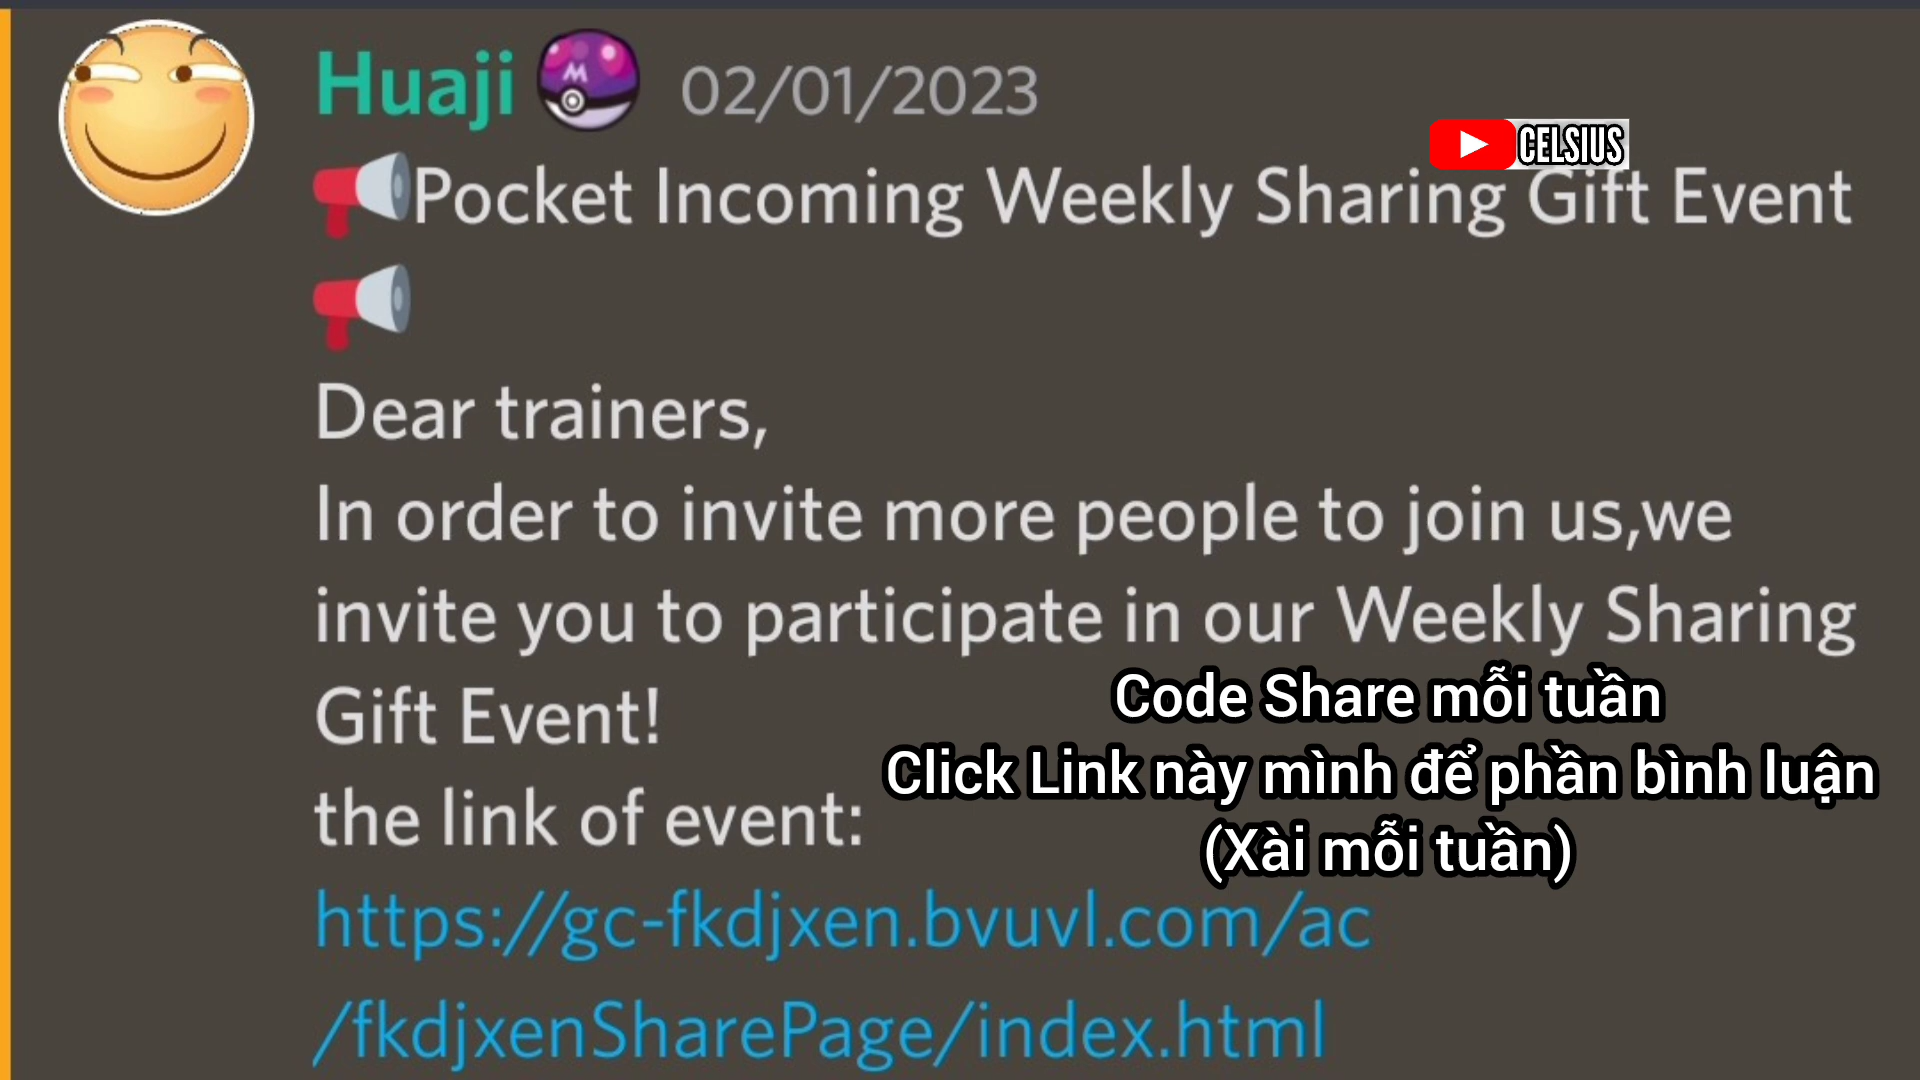 Huaji 02/01/2023
CELSIUS
Pocket Incoming Weekly Sharing Gift Event
Dear trainers,
In order to invite more people to join us,we
invite you to participate in our Weekly Sharing
Gift Event!
Code Share mỗi tuần
Click Link này mình để phần bình luận
(Xài mỗi tuần)
the link of event:
https://gc-fkdjxen.bvuvl.com/ac
/fkdjxenSharePage/index.html